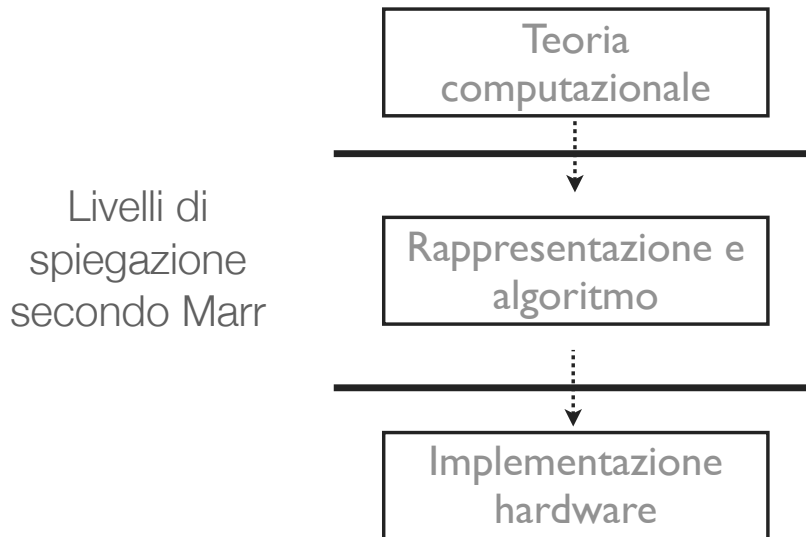 Teoria
computazionale
Livelli di
spiegazione
secondo Marr
Rappresentazione e
algoritmo
Implementazione
hardware